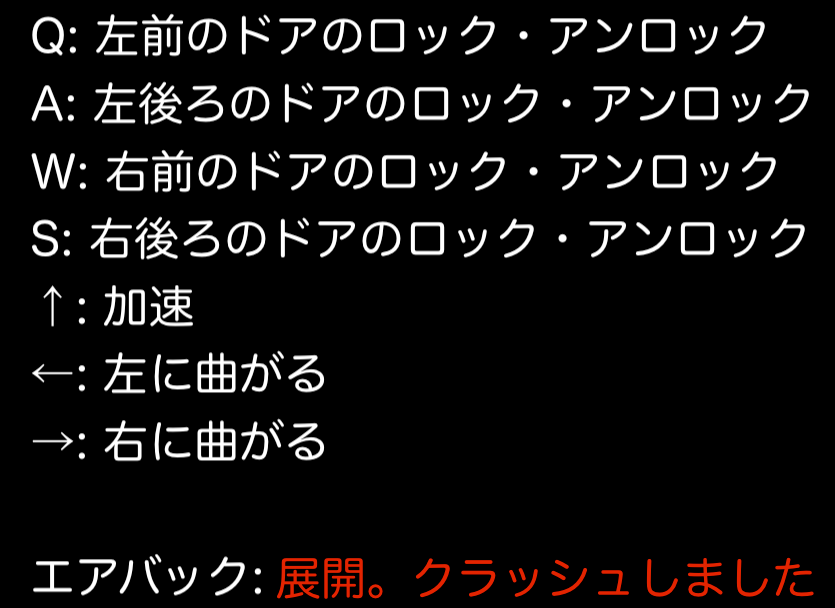 Q: 左前のドアのロック・アンロック
A: 左後ろのドアのロック・アンロック
W: 右前のドアのロック・アンロック
S: 右後ろのドアのロック・アンロック
↑: 加速
←: 左に曲がる
→: 右に曲がる
エアバック: 展開。クラッシュしました